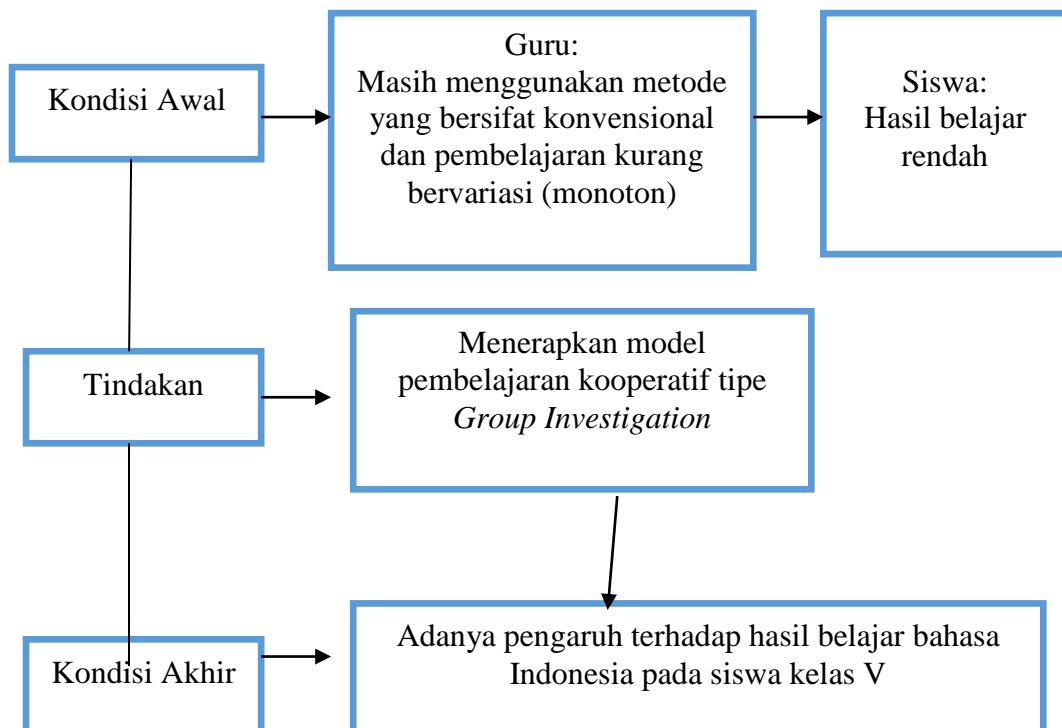 Kondisi Awal
Guru:
Masih menggunakan metode
yang bersifat konvensional
dan pembelajaran kurang
bervariasi (monoton)
Siswa:
Hasil belajar
rendah
Tindakan
Menerapkan model
pembelajaran kooperatif tipe
Group Investigation
Kondisi Akhir
Adanya pengaruh terhadap hasil belajar bahasa
Indonesia pada siswa kelas V